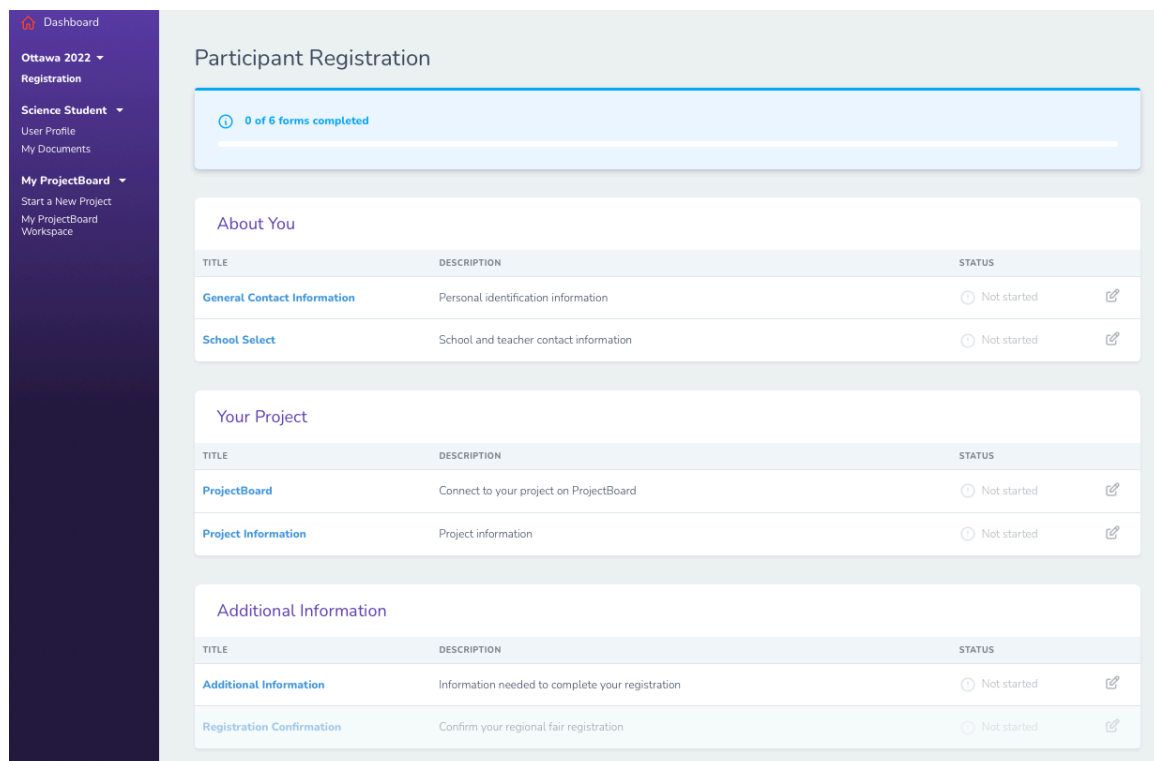 Dashboard
Ottawa 2022
Registration
Science Student
User Profile
My Documents
My ProjectBoard
Start a New Project
My ProjectBoard
Workspace
Participant Registration
0 of 6 forms completed
About You
TITLE DESCRIPTION STATUS
General Contact Information Personal identification information Not started
School Select School and teacher contact information Not started
Your Project
TITLE DESCRIPTION STATUS
ProjectBoard Connect to your project on ProjectBoard Not started
Project Information Project information Not started
Additional Information
TITLE DESCRIPTION STATUS
Additional Information Information needed to complete your registration Not started
Registration Confirmation Confirm your regional fair registration Not started